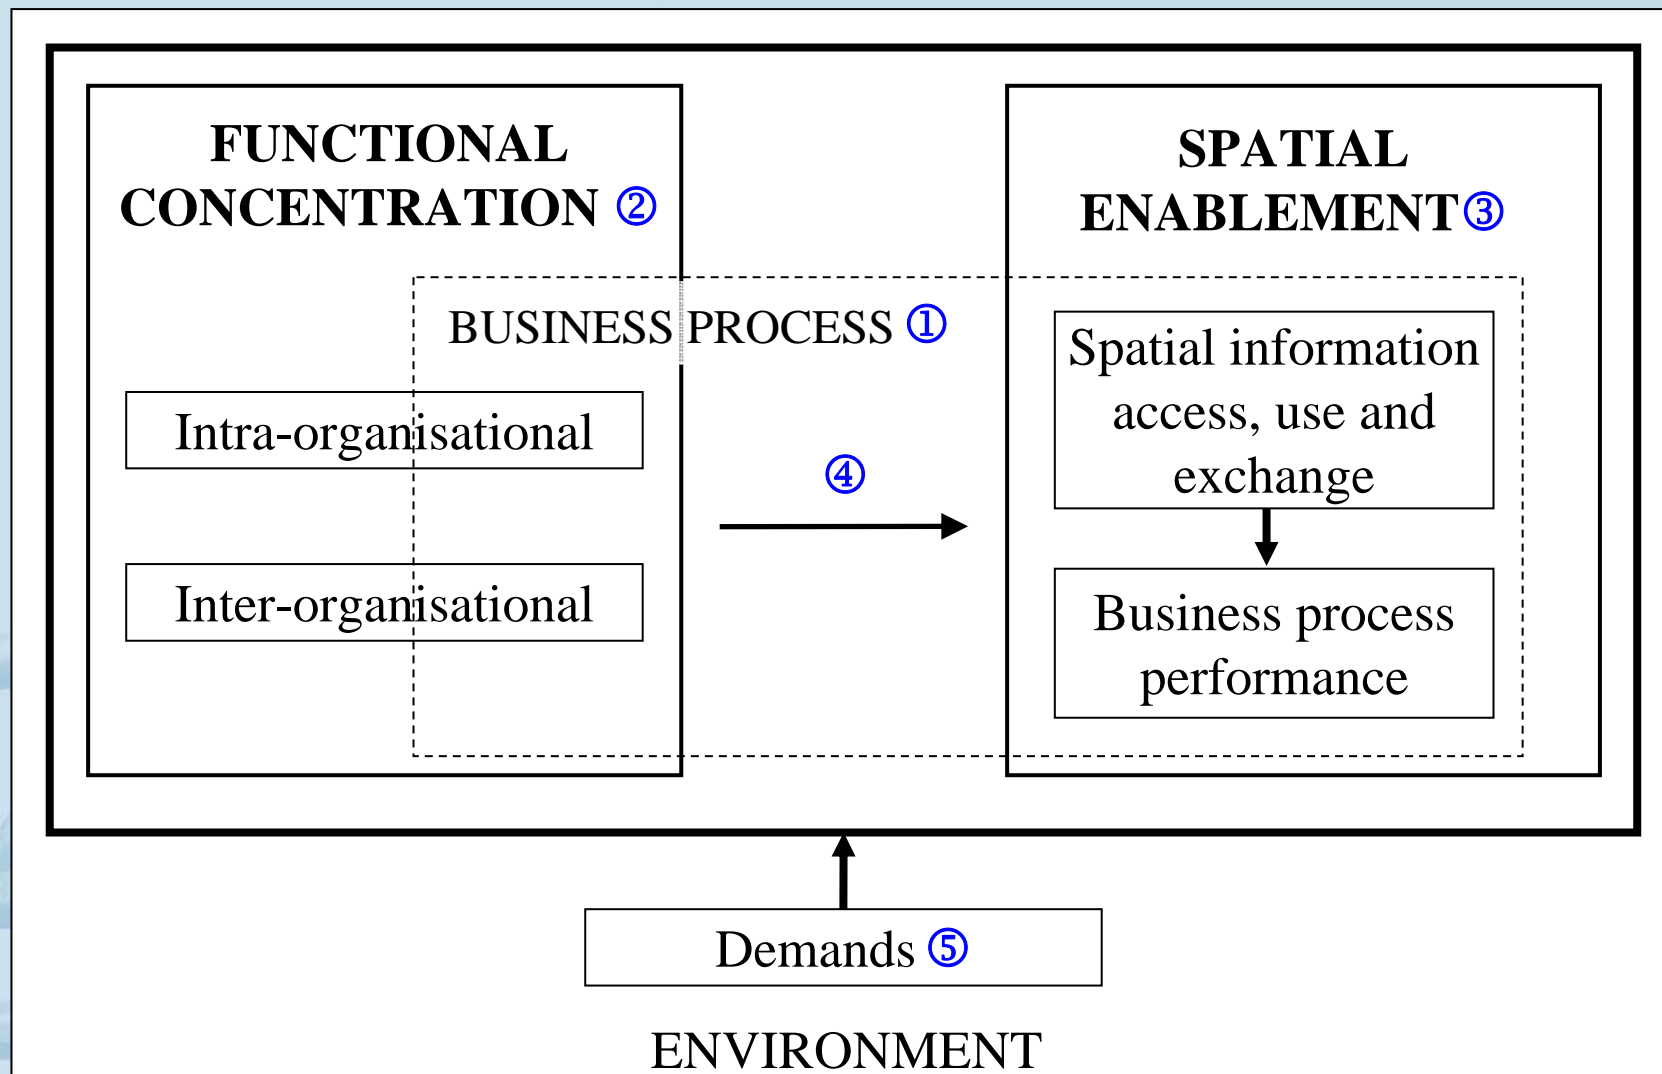 FUNCTIONAL
CONCENTRATION ②
SPATIAL
ENABLEMENT③
BUSINESS PROCESS ①
Intra-organisational
Inter-organisational
④
Spatial information
access, use and
exchange
Business process
performance
Demands ⑤
ENVIRONMENT